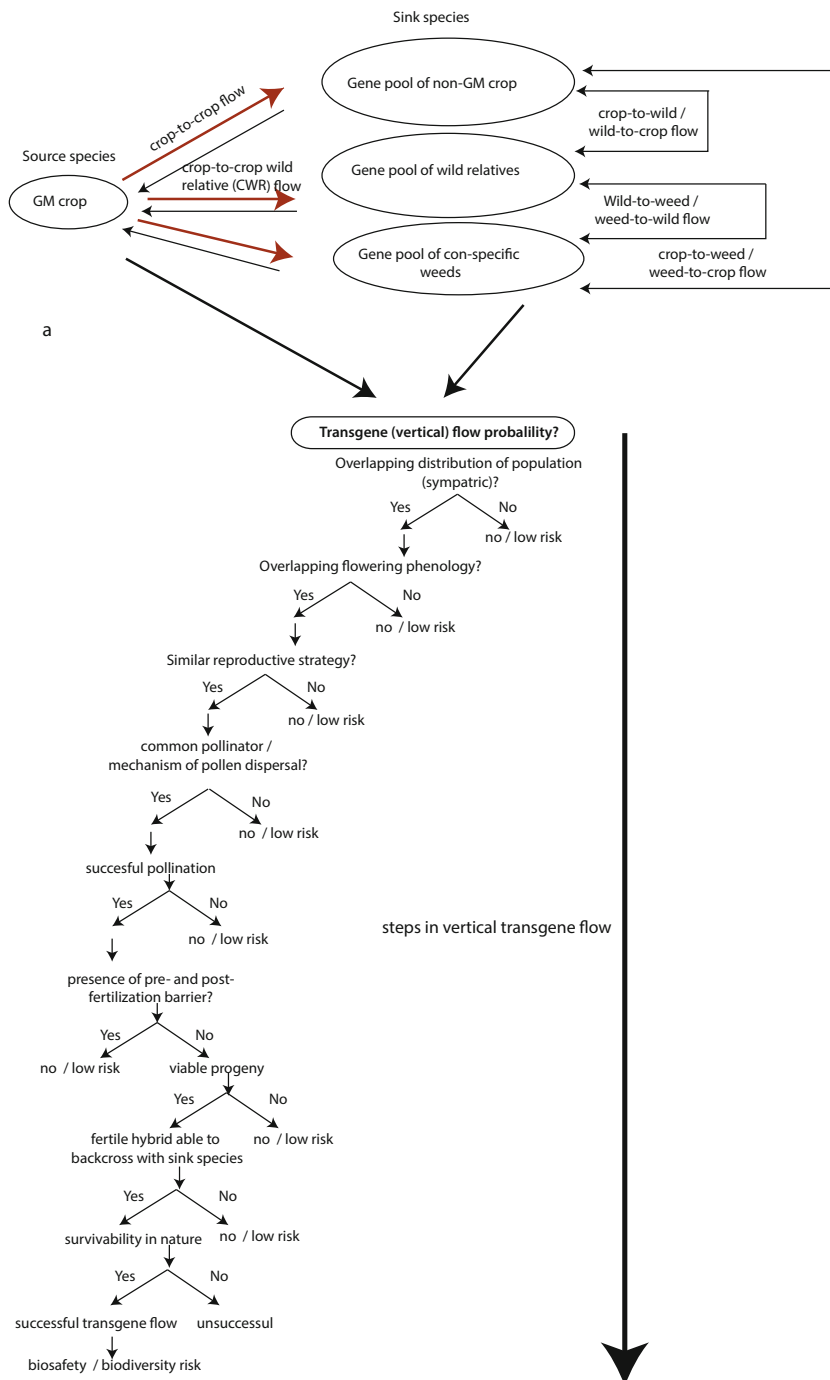 Sink species
Gene pool of non-GM crop
crop-to-crop flow
crop-to-wild /
wild-to-crop flow
Source species
crop-to-crop wild
relative (CWR) flow
GM crop
Gene pool of wild relatives
Wild-to-weed /
weed-to-wild flow
Gene pool of con-specific
weeds
crop-to-weed /
weed-to-crop flow
a
Transgene (vertical) flow probalility?
Overlapping distribution of population
(sympatric)?
Yes No
no / low risk
Overlapping flowering phenology?
Yes No
no / low risk
Similar reproductive strategy?
Yes No
no / low risk
common pollinator /
mechanism of pollen dispersal?
Yes No
no / low risk
succesful pollination
Yes No
no / low risk
steps in vertical transgene flow
presence of pre- and post-
fertilization barrier?
Yes No
no / low risk viable progeny
Yes No
fertile hybrid able to
backcross with sink species
no / low risk
Yes No
survivability in nature no / low risk
Yes No
successful transgene flow unsuccessul
biosafety / biodiversity risk